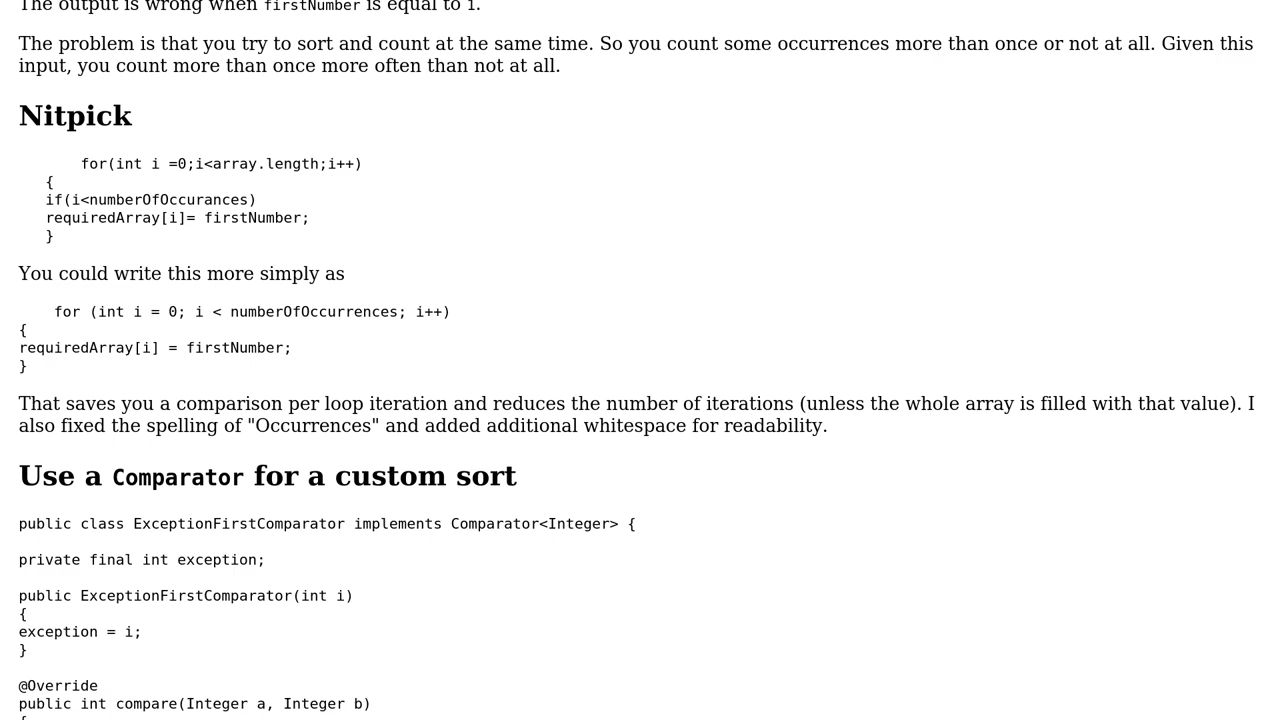 The output is wrong when firstNumber is equal to 1.
The problem is that you try to sort and count at the same time. So you count some occurrences more than once or not at all. Given this
input, you count more than once more often than not at all.
Nitpick
for(int i =0;i<array.length;i++)
{
if(i<numberOfOccurances)
requiredArray[i]= firstNumber;
}
You could write this more simply as
for (int i = 0; i < numberOfOccurrences; i++)
{
requiredArray[i] = firstNumber;
}
That saves you a comparison per loop iteration and reduces the number of iterations (unless the whole array is filled with that value). I
also fixed the spelling of "Occurrences" and added additional whitespace for readability.
Use a Comparator for a custom sort
public class ExceptionFirstComparator implements Comparator<Integer> {
private final int exception;
public ExceptionFirstComparator(int i)
{
exception = i;
}
@Override
public int compare(Integer a, Integer b)
{